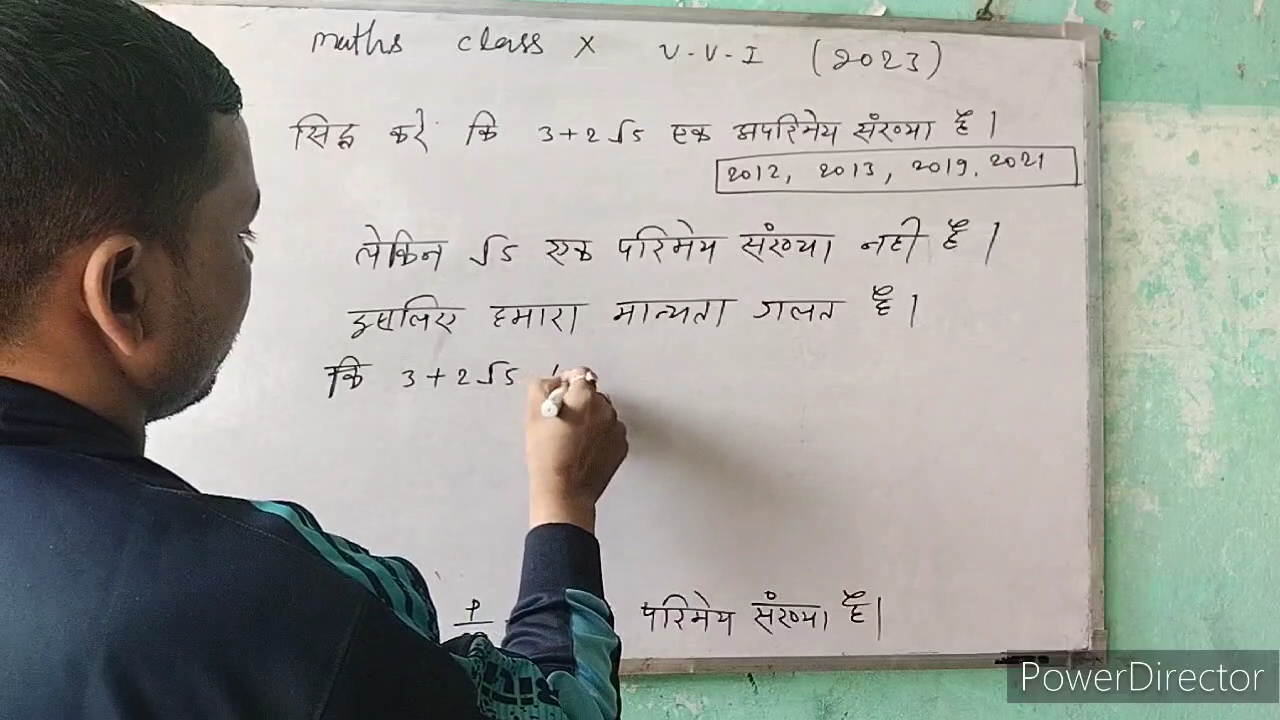 maths class X V-V-I (2023)
सिद्ध करें कि 3+2√5 एक अपरिमेय संख्या है।
2012, 2013, 2019, 2021
लेकिन √5 एक परिमेय संख्या नही है।
इसलिए हमारा मान्यता गलत है।
कि 3+2√5
P परिमेय संख्या है।
PowerDirector